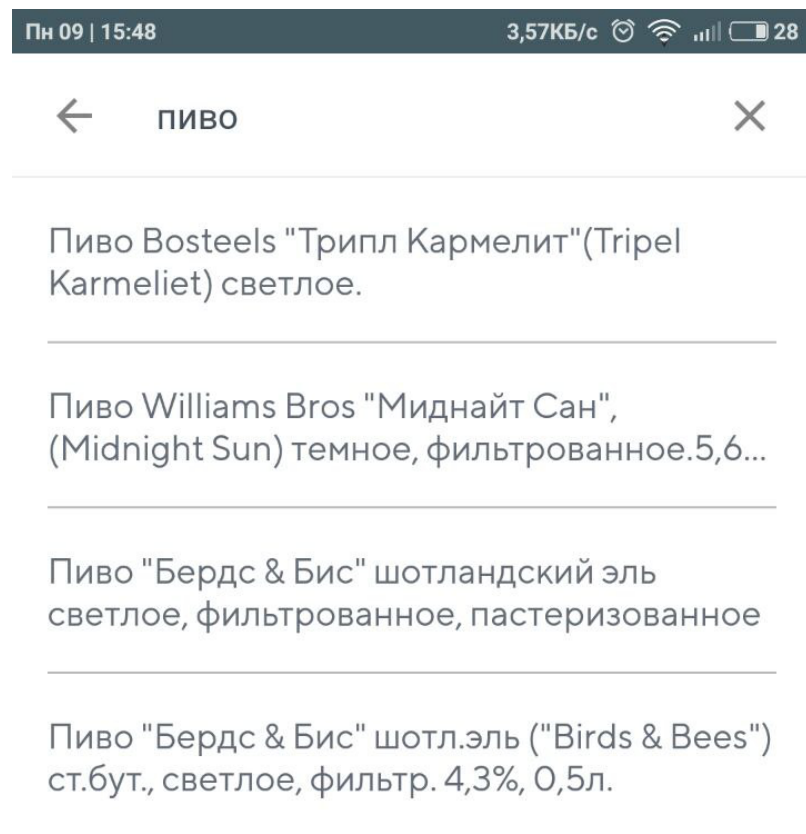 Пн 09 | 15:48 3,57КБ/с 28
пиво
Пиво Bosteels "Трипл Кармелит"(Tripel
Karmeliet) светлое.
Пиво Williams Bros "Миднайт Сан",
(Midnight Sun) темное, фильтрованное.5,6...
Пиво "Бердс & Бис" шотландский эль
светлое, фильтрованное, пастеризованное
Пиво "Бердс & Бис" шотл.эль ("Birds & Bees")
ст.бут., светлое, фильтр. 4,3%, 0,5л.